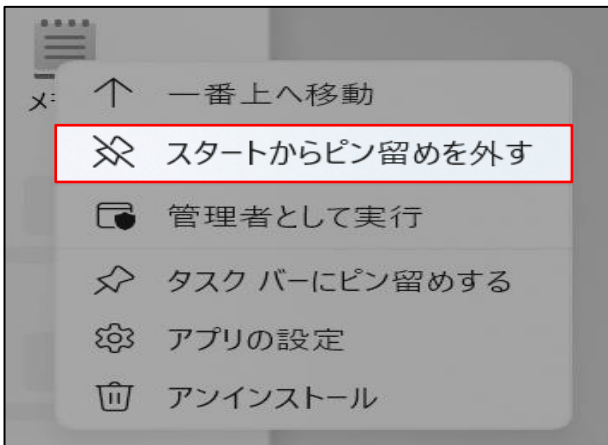 一番上へ移動
スタートからピン留めを外す
管理者として実行
タスク バーにピン留めする
アプリの設定
アンインストール